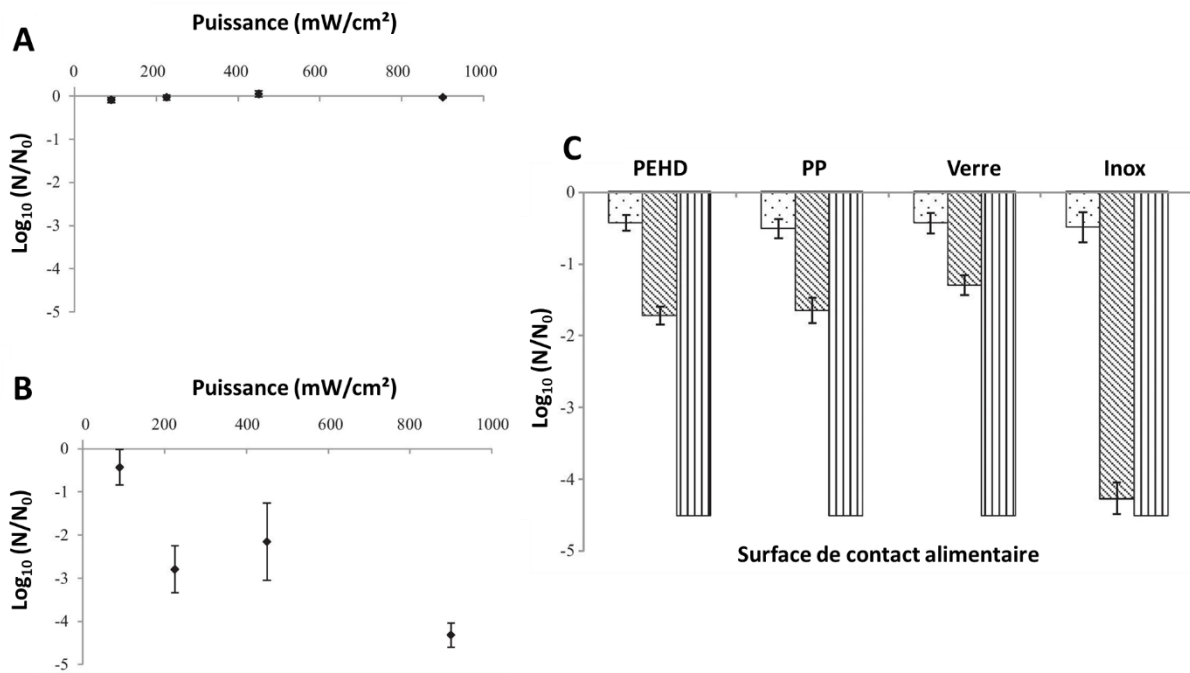 A
Puissance (mW/cm²)
0 200 400 600 800 1000
0
-1
-2
-3
-4
-5
Log₁₀ (N/N₀)
B
Puissance (mW/cm²)
0 200 400 600 800 1000
0
-1
-2
-3
-4
-5
Log₁₀ (N/N₀)
C
PEHD PP Verre Inox
0
-1
-2
-3
-4
-5
Log₁₀ (N/N₀)
Surface de contact alimentaire